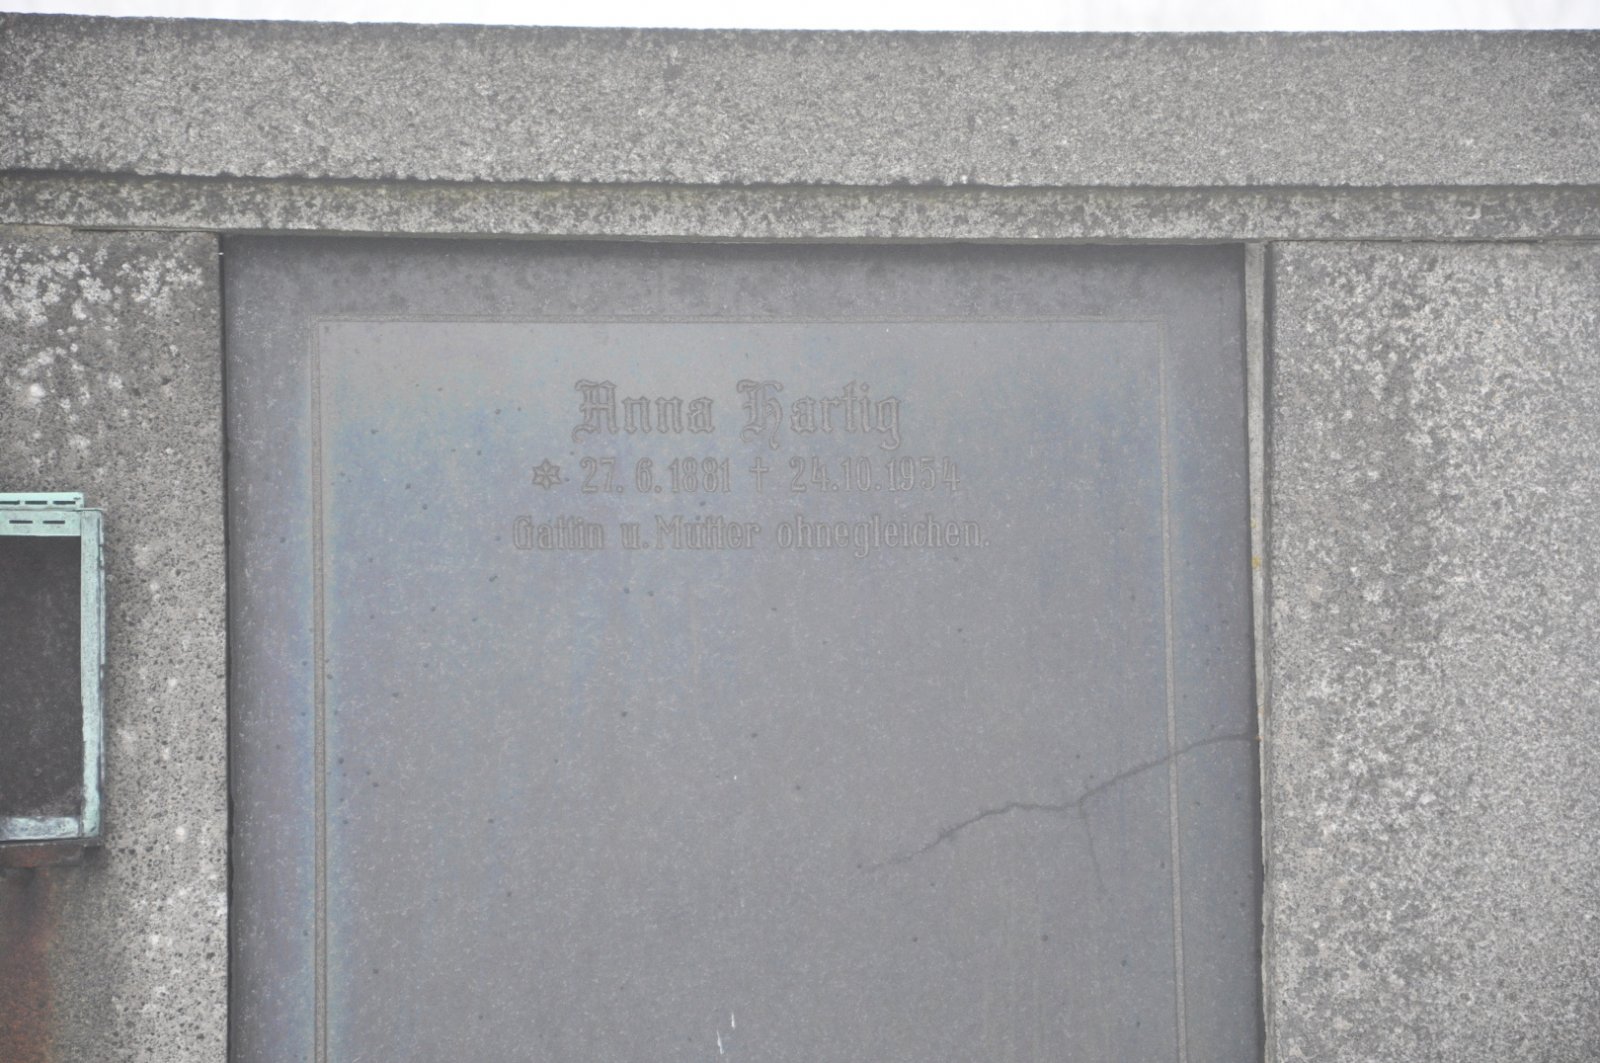 Anna Hartig
* 27.6.1881 † 24.10.1954
Gattin u. Mutter ohnegleichen.